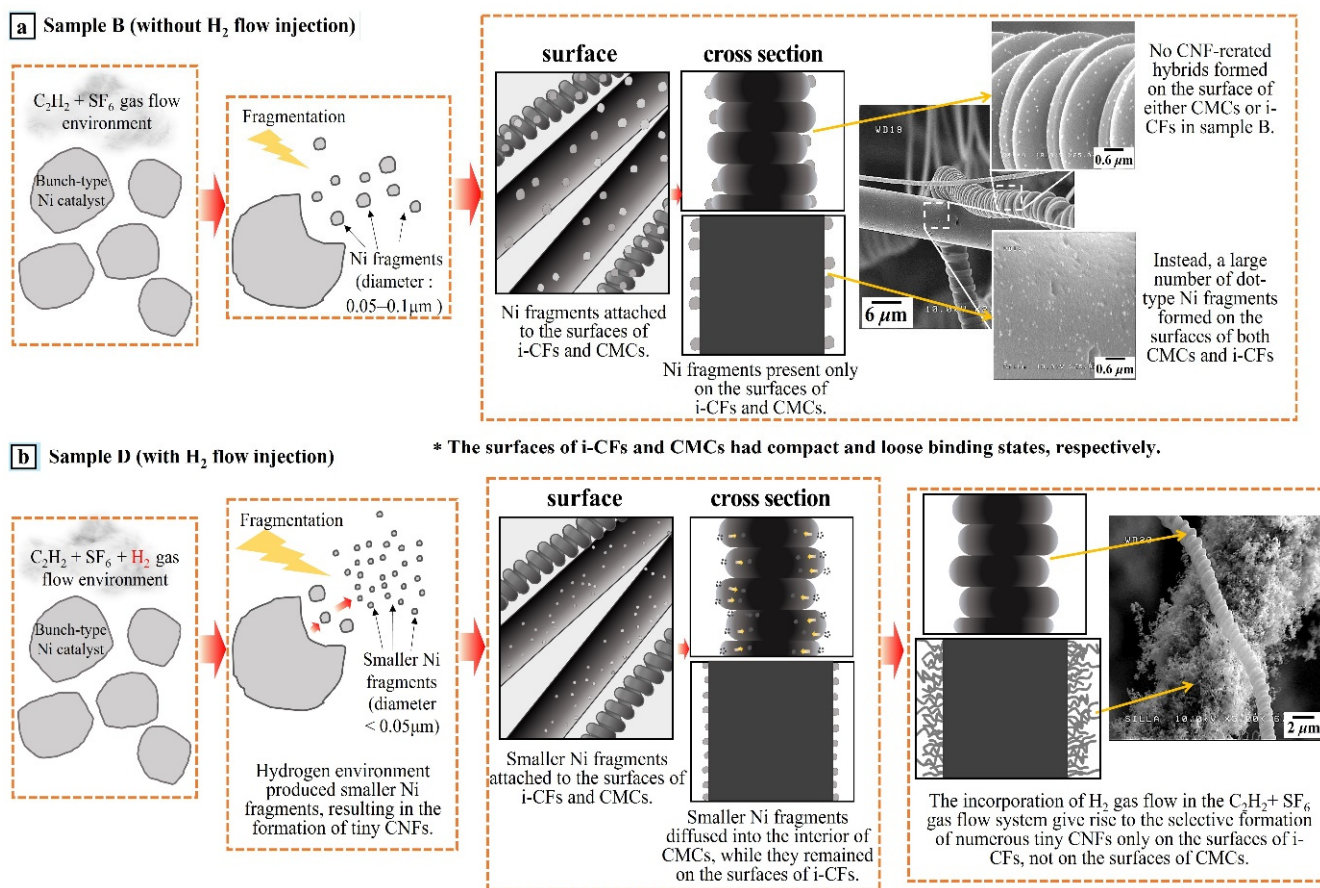 a Sample B (without H₂ flow injection)
C₂H₂ + SF₆ gas flow
environment
Bunch-type
Ni catalyst
Fragmentation
Ni fragments
(diameter :
0.05–0.1μm )
surface
Ni fragments attached
to the surfaces of
i-CFs and CMCs.
cross section
Ni fragments present only
on the surfaces of
i-CFs and CMCs.
WD18
6 μm
0.6 μm
0.6 μm
No CNF-rerated
hybrids formed
on the surface of
either CMCs or i-
CFs in sample B.
Instead, a large
number of dot-
type Ni fragments
formed on the
surfaces of both
CMCs and i-CFs
b Sample D (with H₂ flow injection)
* The surfaces of i-CFs and CMCs had compact and loose binding states, respectively.
C₂H₂ + SF₆ + H₂ gas
flow environment
Bunch-type
Ni catalyst
Fragmentation
Smaller Ni
fragments
(diameter
< 0.05μm)
Hydrogen environment
produced smaller Ni
fragments, resulting in the
formation of tiny CNFs.
surface
Smaller Ni fragments
attached to the surfaces of
i-CFs and CMCs.
cross section
Smaller Ni fragments
diffused into the interior of
CMCs, while they remained
on the surfaces of i-CFs.
SILLA
2 μm
The incorporation of H₂ gas flow in the C₂H₂+ SF₆
gas flow system give rise to the selective formation
of numerous tiny CNFs only on the surfaces of i-
CFs, not on the surfaces of CMCs.